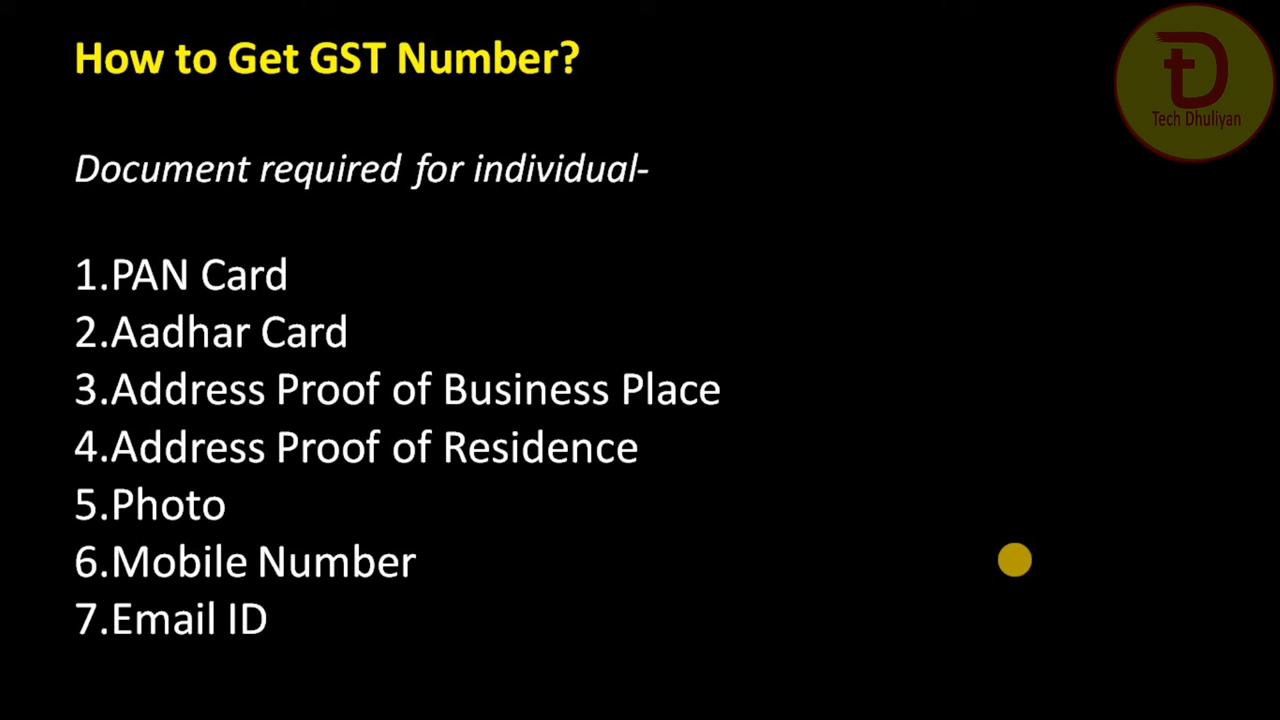 How to Get GST Number?
Tech Dhuliyan
Document required for individual-
1.PAN Card
2.Aadhar Card
3.Address Proof of Business Place
4.Address Proof of Residence
5.Photo
6.Mobile Number
7.Email ID